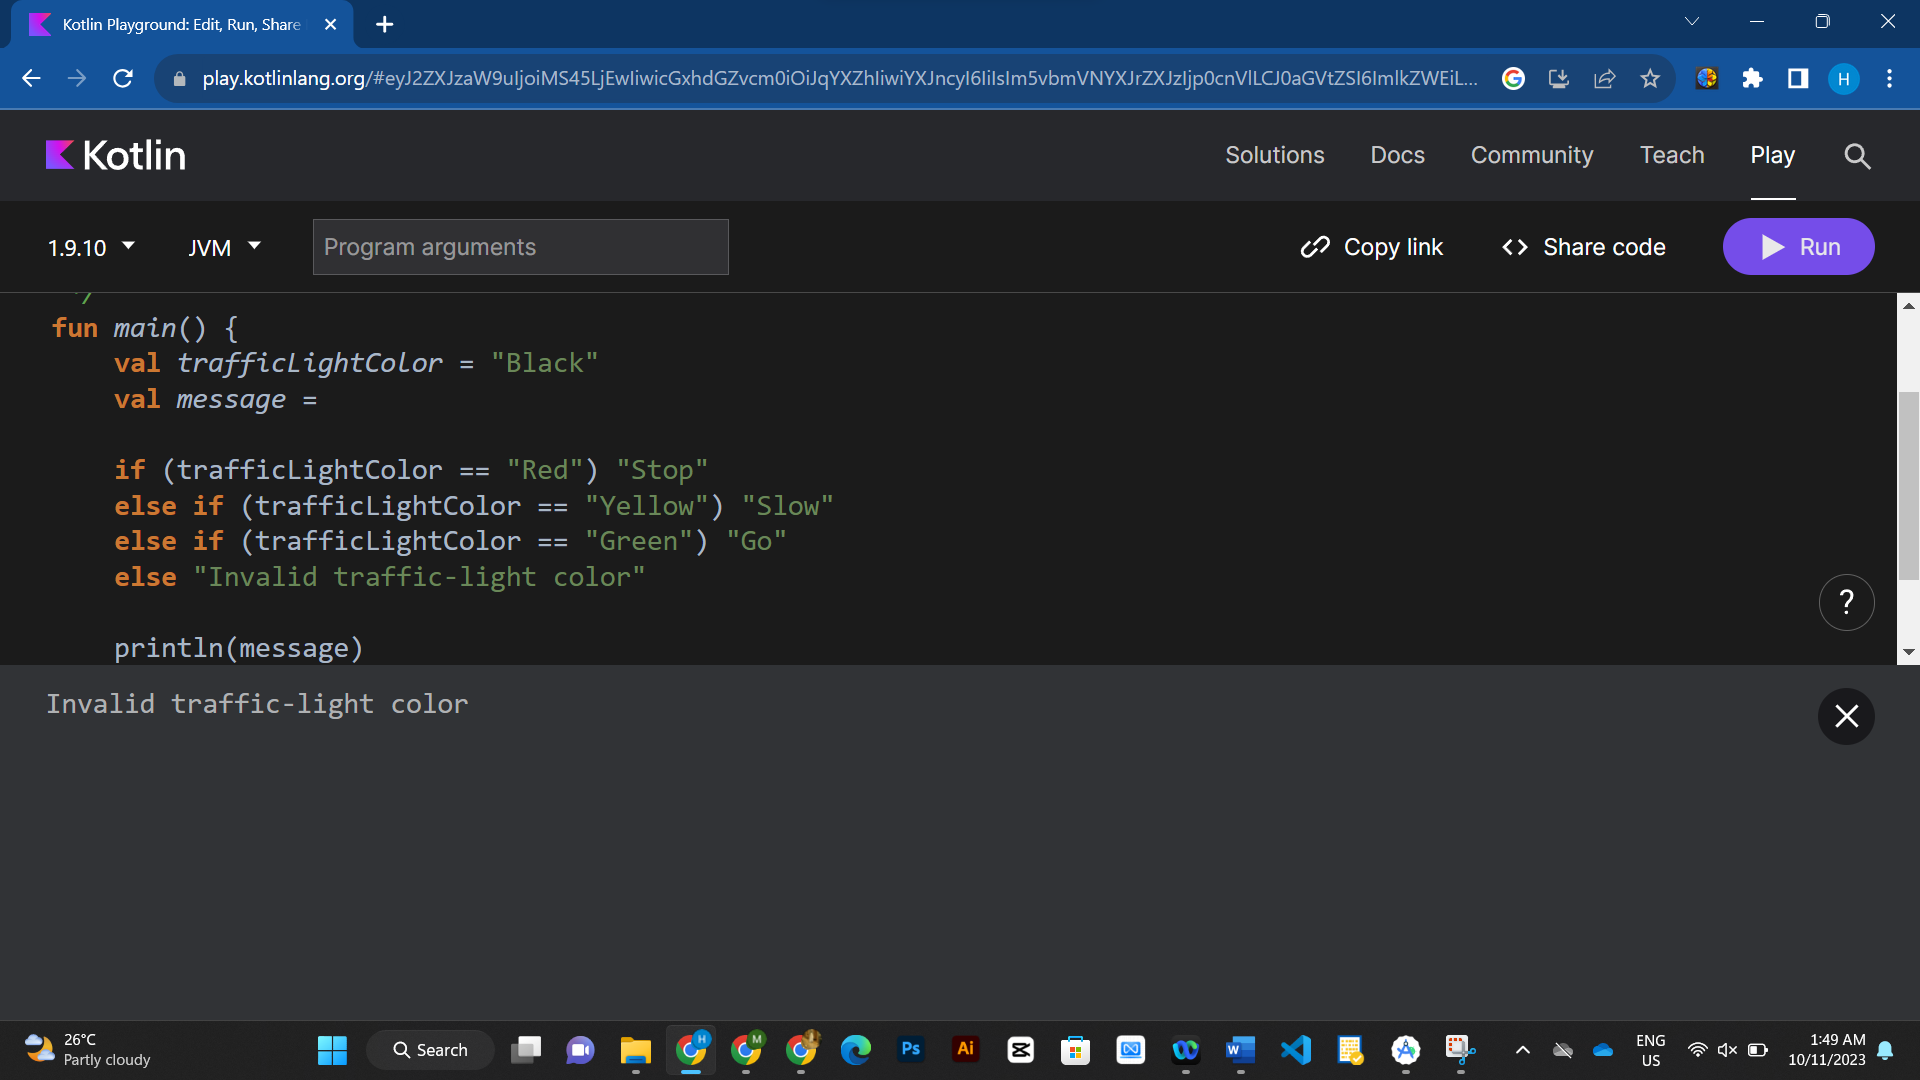 Kotlin Playground: Edit, Run, Share
play.kotlinlang.org/#eyJ2ZXJzaW9uIjoiMS45LjEwIiwicGxhdGZvcm0iOiJqYXZhIiwiYXJncyI6IiIsIm5vbmVNYXJrZXJzIjp0cnVlLCJ0aGVtZSI6ImlkZWEiL...
H
Kotlin
Solutions Docs Community Teach Play
1.9.10 JVM Program arguments Copy link Share code Run
*/
fun main() {
val trafficLightColor = "Black"
val message =
if (trafficLightColor == "Red") "Stop"
else if (trafficLightColor == "Yellow") "Slow"
else if (trafficLightColor == "Green") "Go"
else "Invalid traffic-light color"
?
println(message)
Invalid traffic-light color
26°C
Partly cloudy
Search
H
M
Ps
Ai
W
ENG
US
1:49 AM
10/11/2023